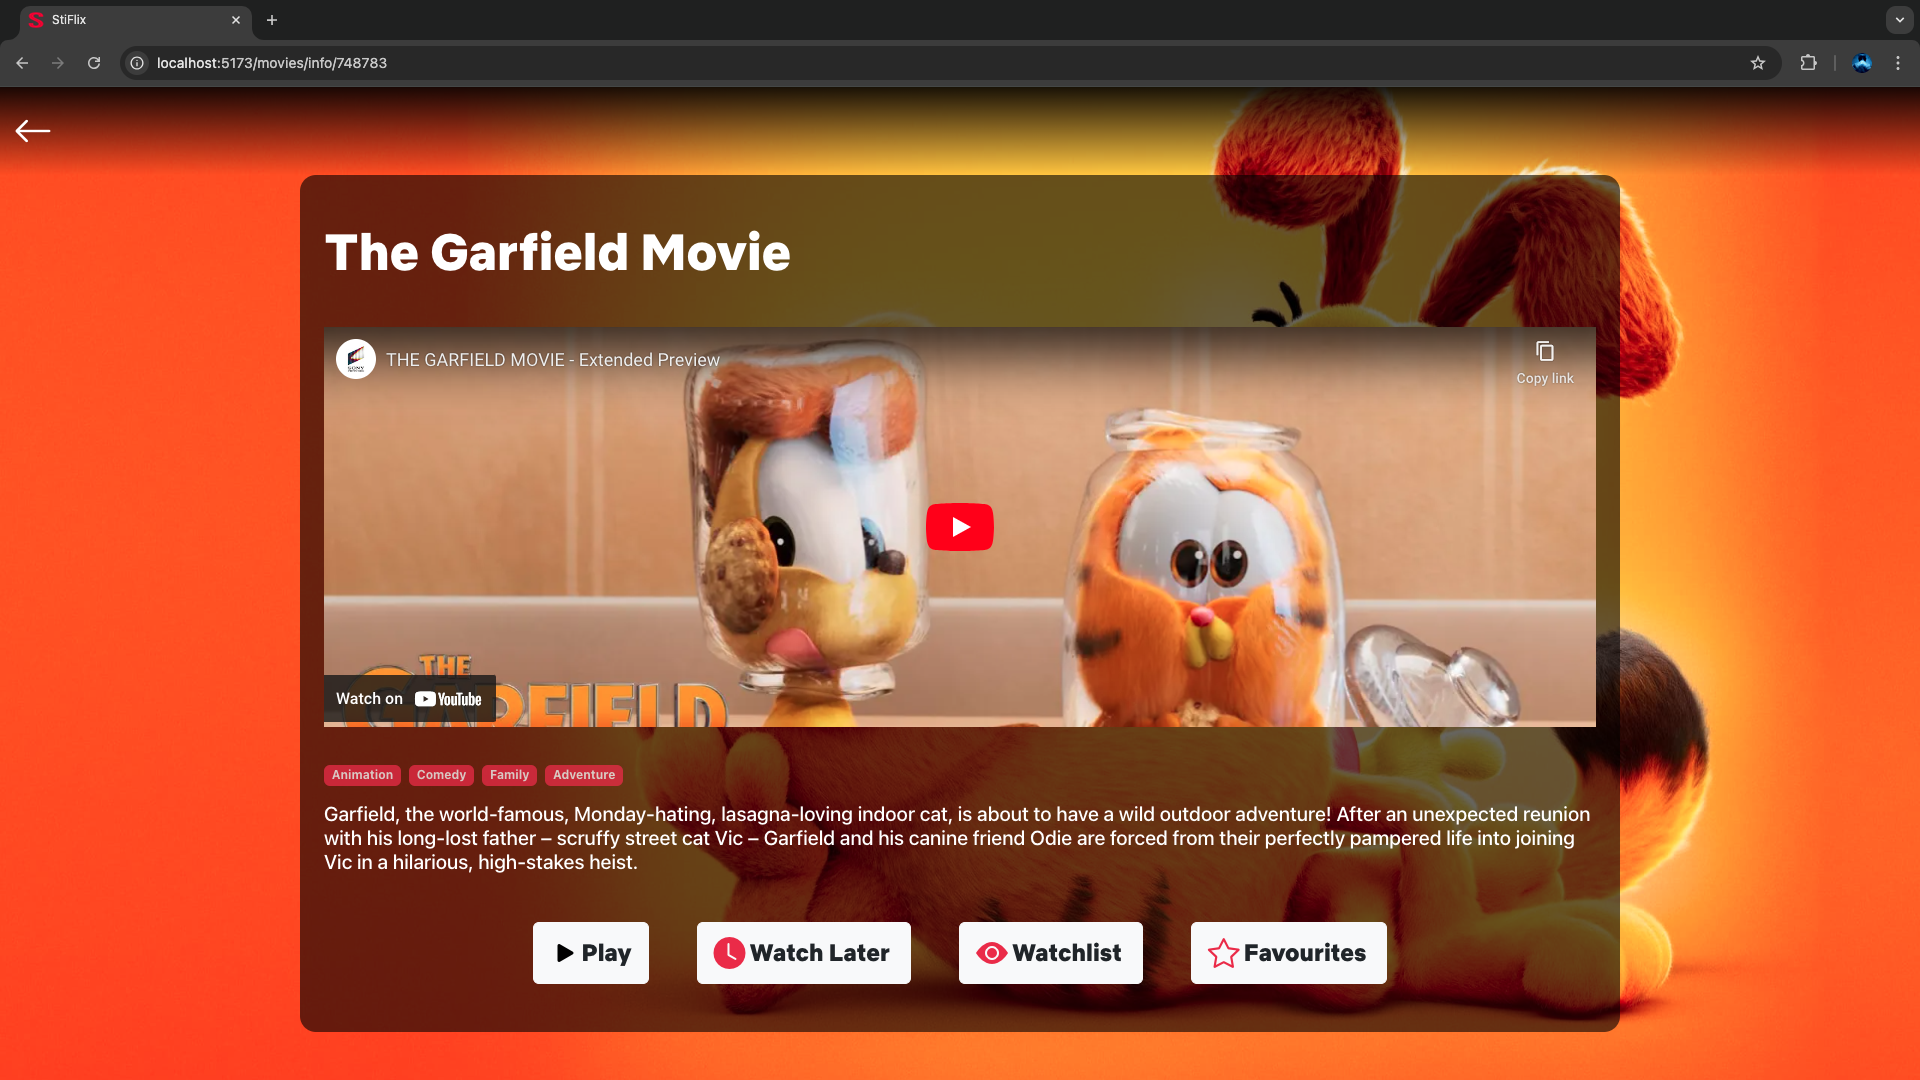 StiFlix
localhost:5173/movies/info/748783
The Garfield Movie
THE GARFIELD MOVIE - Extended Preview
Copy link
THE
GARFIELD
Watch on YouTube
Animation Comedy Family Adventure
Garfield, the world-famous, Monday-hating, lasagna-loving indoor cat, is about to have a wild outdoor adventure! After an unexpected reunion
with his long-lost father – scruffy street cat Vic – Garfield and his canine friend Odie are forced from their perfectly pampered life into joining
Vic in a hilarious, high-stakes heist.
Play Watch Later Watchlist Favourites